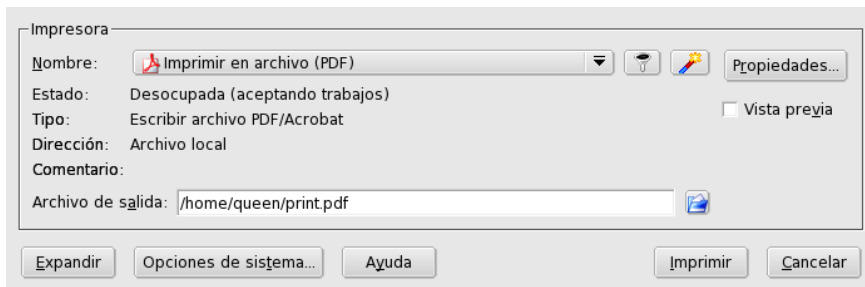 Impresora
Nombre: Imprimir en archivo (PDF) Propiedades...
Estado: Desocupada (aceptando trabajos)
Vista previa
Tipo: Escribir archivo PDF/Acrobat
Dirección: Archivo local
Comentario:
Archivo de salida: /home/queen/print.pdf
Expandir Opciones de sistema... Ayuda Imprimir Cancelar